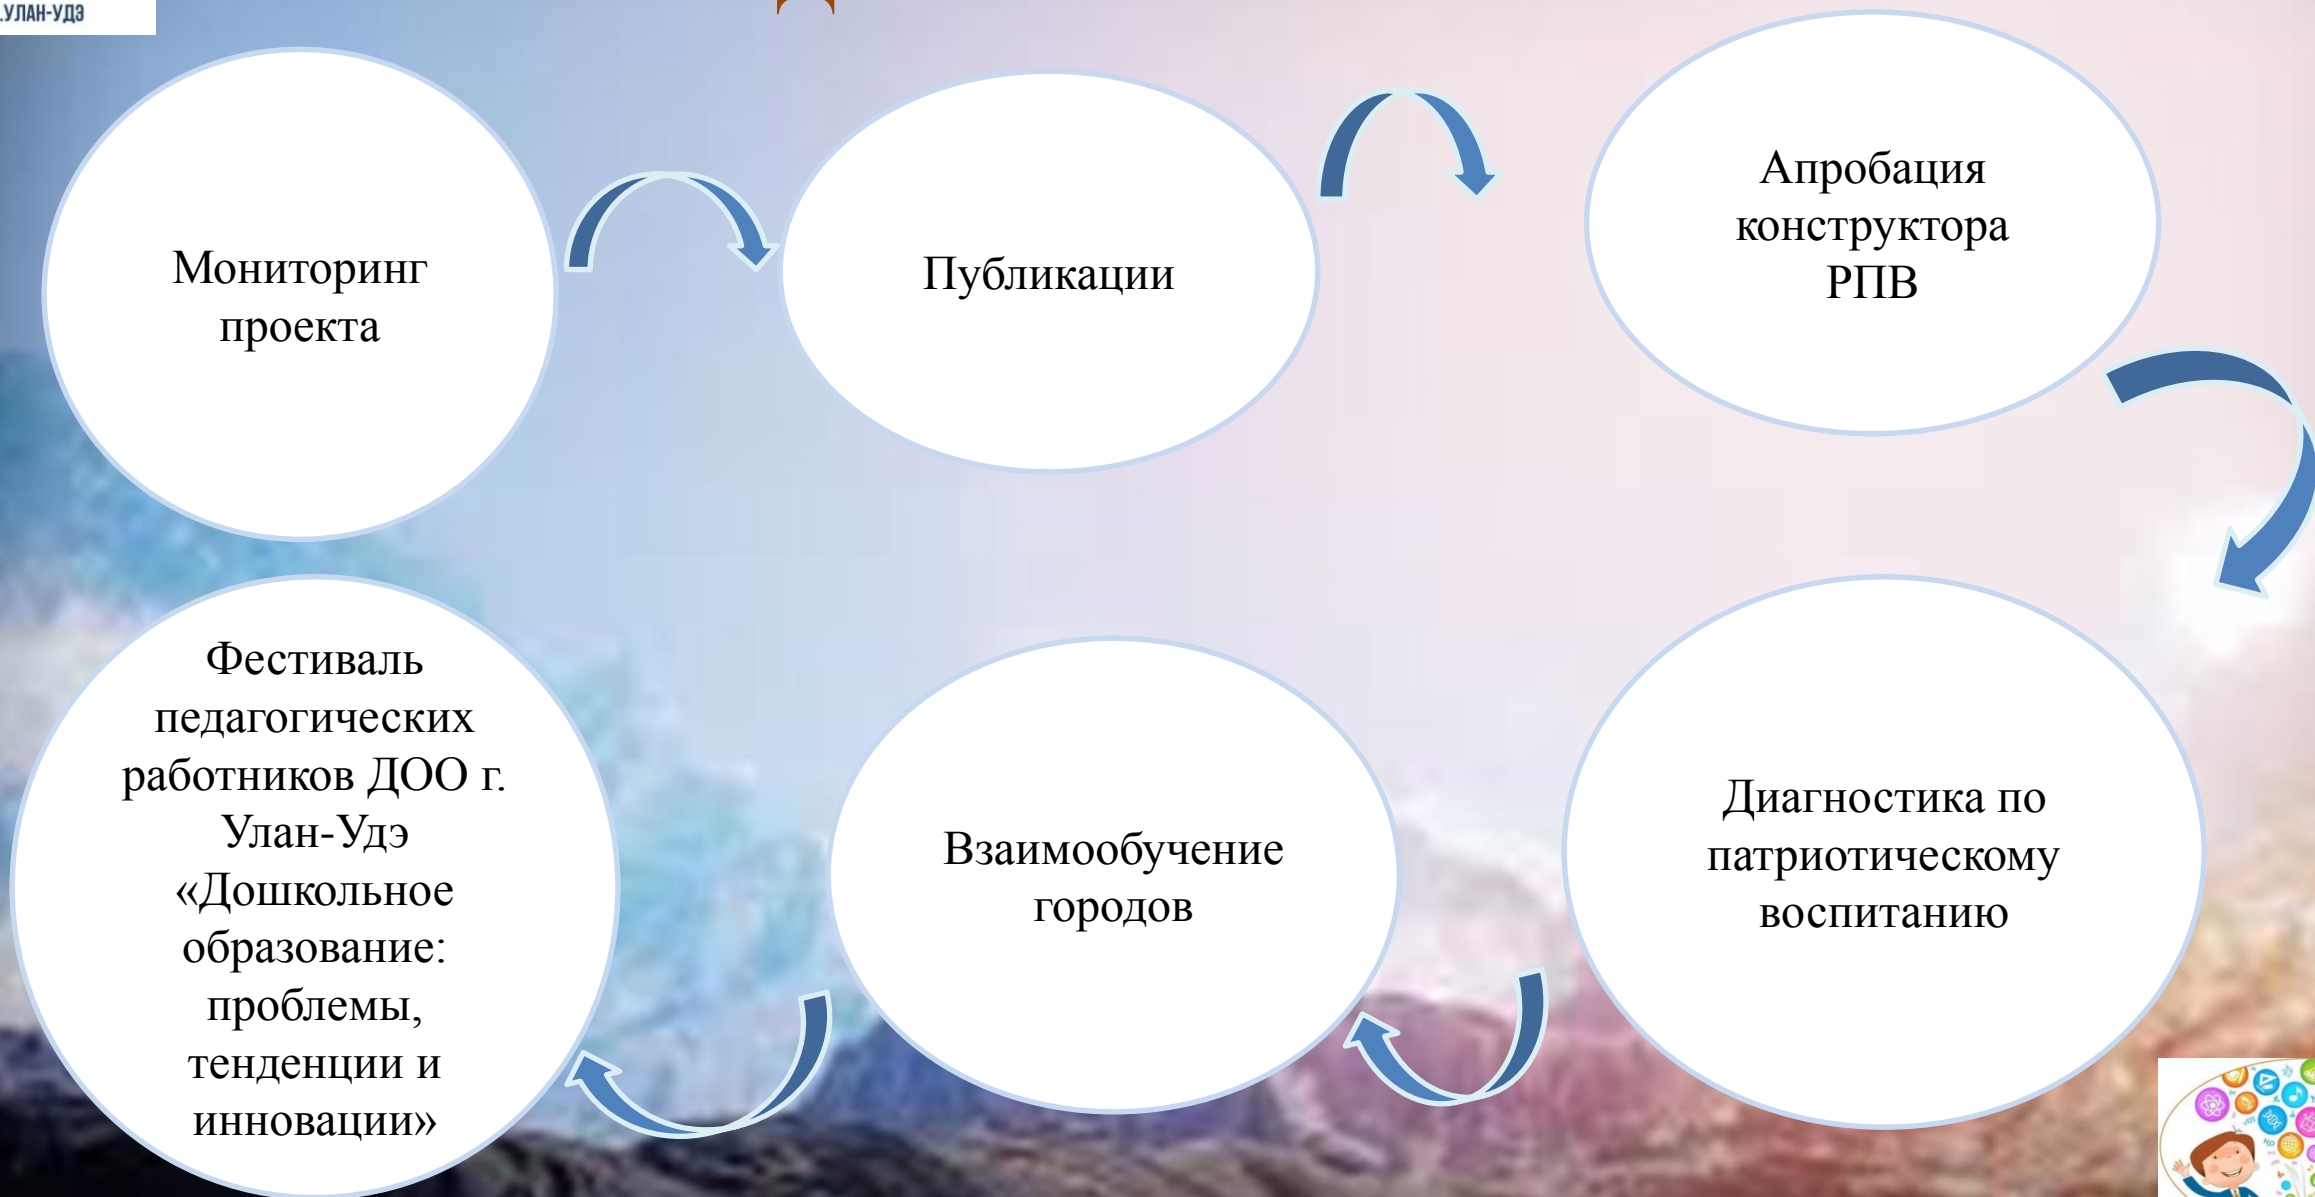 .УЛАН-УДЭ
Мониторинг
проекта
Публикации
Апробация
конструктора
РПВ
Диагностика по
патриотическому
воспитанию
Взаимообучение
городов
Фестиваль
педагогических
работников ДОО г.
Улан-Удэ
«Дошкольное
образование:
проблемы,
тенденции и
инновации»